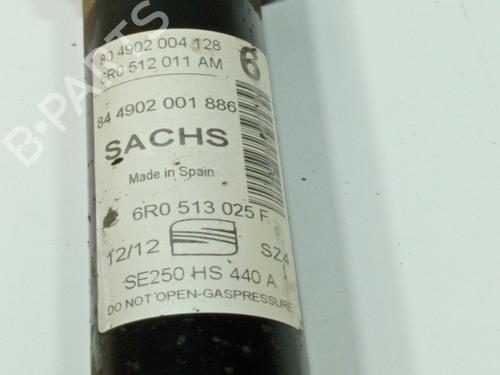 80 4902 004 128
6R0 512 011 AM
6
84 4902 001 886
SACHS
Made in Spain
6R0 513 025 F
12/12
SZ4
SE250 HS 440 A
DO NOT OPEN-GASPRESSURE
B-PARTS